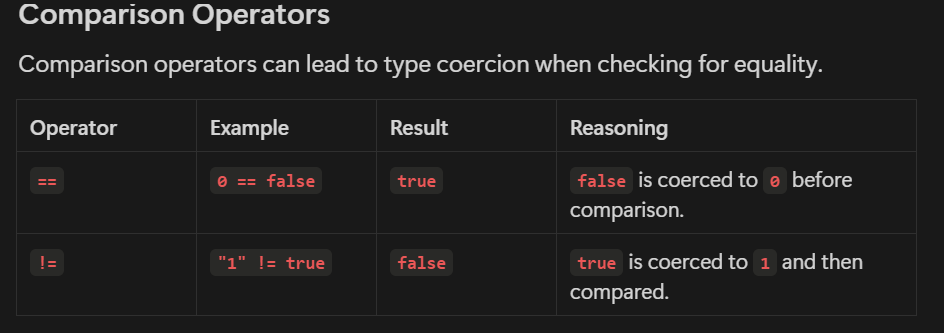 Comparison Operators
Comparison operators can lead to type coercion when checking for equality.
Operator Example Result Reasoning
== 0 == false true false is coerced to 0 before
comparison.
!= "1" != true false true is coerced to 1 and then
compared.